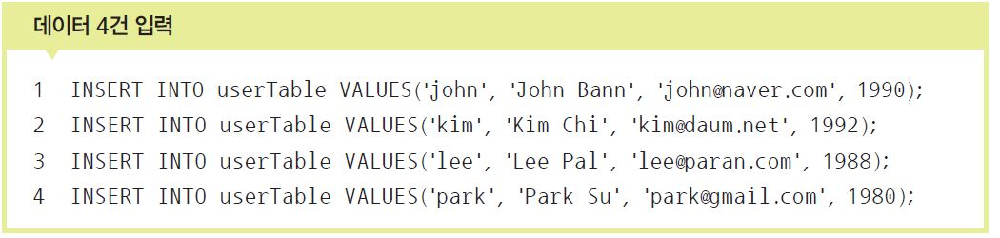 데이터 4건 입력
1 INSERT INTO userTable VALUES('john', 'John Bann', 'john@naver.com', 1990);
2 INSERT INTO userTable VALUES('kim', 'Kim Chi', 'kim@daum.net', 1992);
3 INSERT INTO userTable VALUES('lee', 'Lee Pal', 'lee@paran.com', 1988);
4 INSERT INTO userTable VALUES('park', 'Park Su', 'park@gmail.com', 1980);